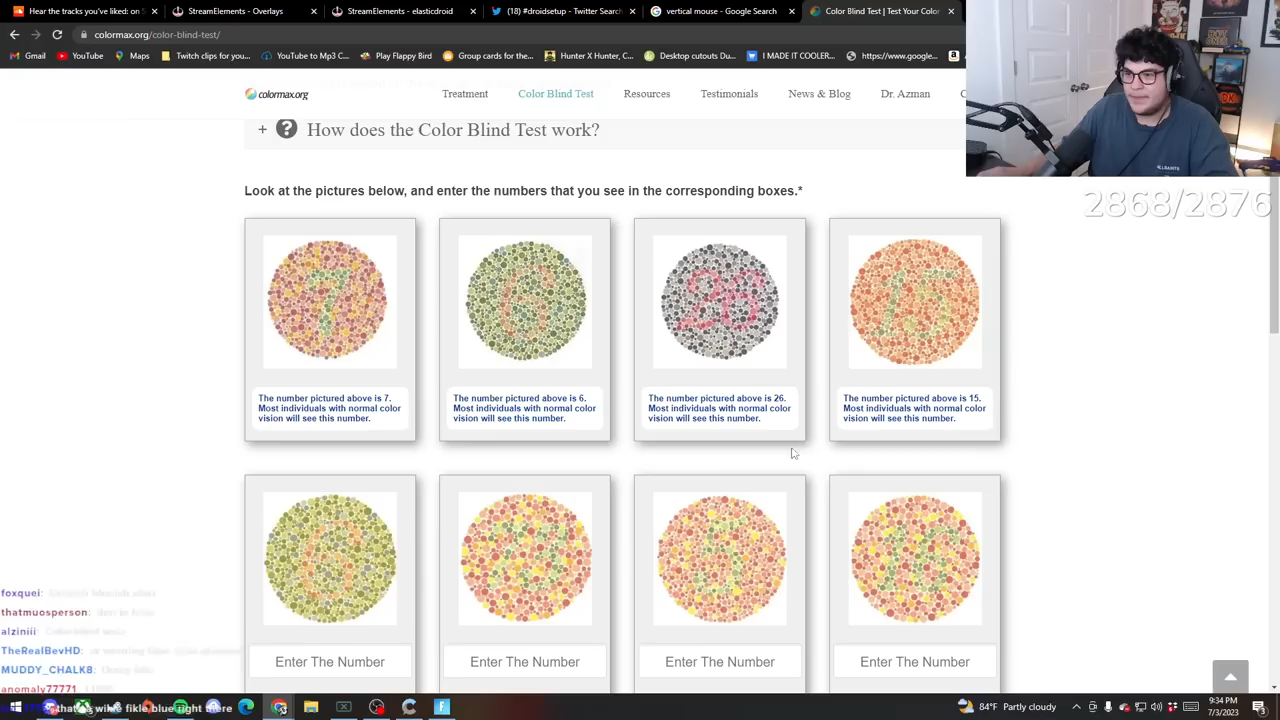 Hear the tracks you've liked: on S
StreamElements - Overlays
StreamElements - elasticdroid
(18) #droidsetup - Twitter Search
vertical mouse - Google Search
Color Blind Test | Test Your Color
colormax.org/color-blind-test/
Gmail
YouTube
Maps
Twitch clips for you...
YouTube to Mp3 C...
Play Flappy Bird
Group cards for the...
Hunter X Hunter, C...
Desktop cutouts Du...
I MADE IT COOLER...
https://www.google...
colormax.org
Treatment
Color Blind Test
Resources
Testimonials
News & Blog
Dr. Azman
C
+ ? How does the Color Blind Test work?
2868/2876
Look at the pictures below, and enter the numbers that you see in the corresponding boxes.*
7
6
26
15
The number pictured above is 7.
Most individuals with normal color
vision will see this number.
The number pictured above is 6.
Most individuals with normal color
vision will see this number.
The number pictured above is 26.
Most individuals with normal color
vision will see this number.
The number pictured above is 15.
Most individuals with normal color
vision will see this number.
6
Enter The Number
Enter The Number
Enter The Number
Enter The Number
foxquei:
thatmuosperson:
alziniii
TheRealBevHD:
MUDDY_CHALK8:
anomaly77771
84°F Partly cloudy
9:34 PM
7/3/2023